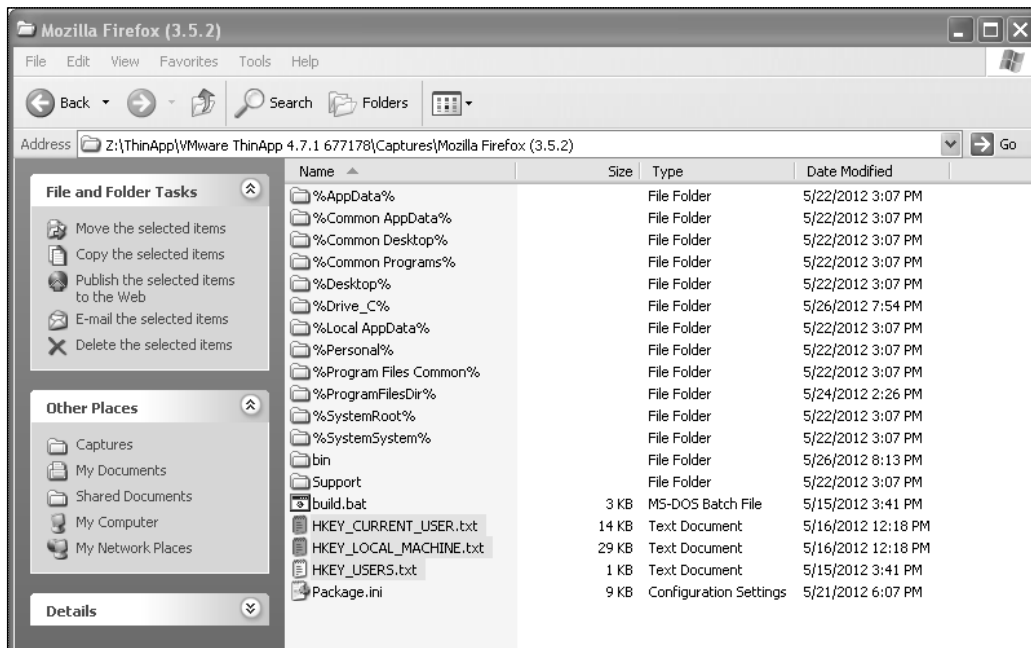 Mozilla Firefox (3.5.2)
File Edit View Favorites Tools Help
Back Search Folders
Address Z:\ThinApp\VMware ThinApp 4.7.1 677178\Captures\Mozilla Firefox (3.5.2) Go
File and Folder Tasks
Move the selected items
Copy the selected items
Publish the selected items
to the Web
E-mail the selected items
Delete the selected items
Other Places
Captures
My Documents
Shared Documents
My Computer
My Network Places
Details
Name Size Type Date Modified
%AppData% File Folder 5/22/2012 3:07 PM
%Common AppData% File Folder 5/22/2012 3:07 PM
%Common Desktop% File Folder 5/22/2012 3:07 PM
%Common Programs% File Folder 5/22/2012 3:07 PM
%Desktop% File Folder 5/22/2012 3:07 PM
%Drive_C% File Folder 5/26/2012 7:54 PM
%Local AppData% File Folder 5/22/2012 3:07 PM
%Personal% File Folder 5/22/2012 3:07 PM
%Program Files Common% File Folder 5/22/2012 3:07 PM
%ProgramFilesDir% File Folder 5/24/2012 2:26 PM
%SystemRoot% File Folder 5/22/2012 3:07 PM
%SystemSystem% File Folder 5/22/2012 3:07 PM
bin File Folder 5/26/2012 8:13 PM
Support File Folder 5/22/2012 3:07 PM
build.bat 3 KB MS-DOS Batch File 5/15/2012 3:41 PM
HKEY_CURRENT_USER.txt 14 KB Text Document 5/16/2012 12:18 PM
HKEY_LOCAL_MACHINE.txt 29 KB Text Document 5/16/2012 12:18 PM
HKEY_USERS.txt 1 KB Text Document 5/15/2012 3:41 PM
Package.ini 9 KB Configuration Settings 5/21/2012 6:07 PM